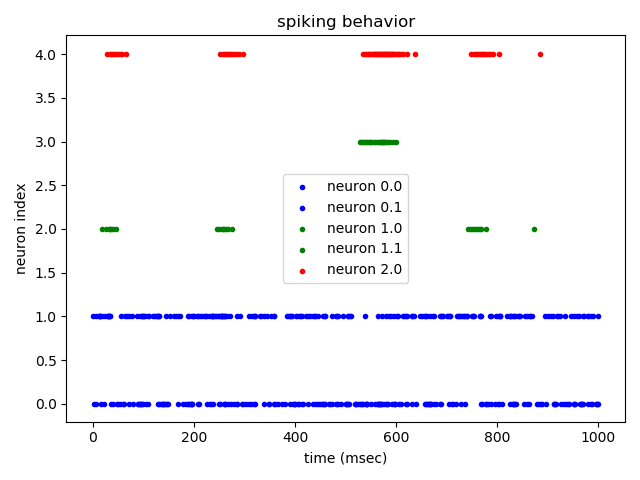 spiking behavior
4.0
3.5
3.0
2.5
2.0
1.5
1.0
0.5
0.0
neuron index
neuron 0.0
neuron 0.1
neuron 1.0
neuron 1.1
neuron 2.0
0 200 400 600 800 1000
time (msec)